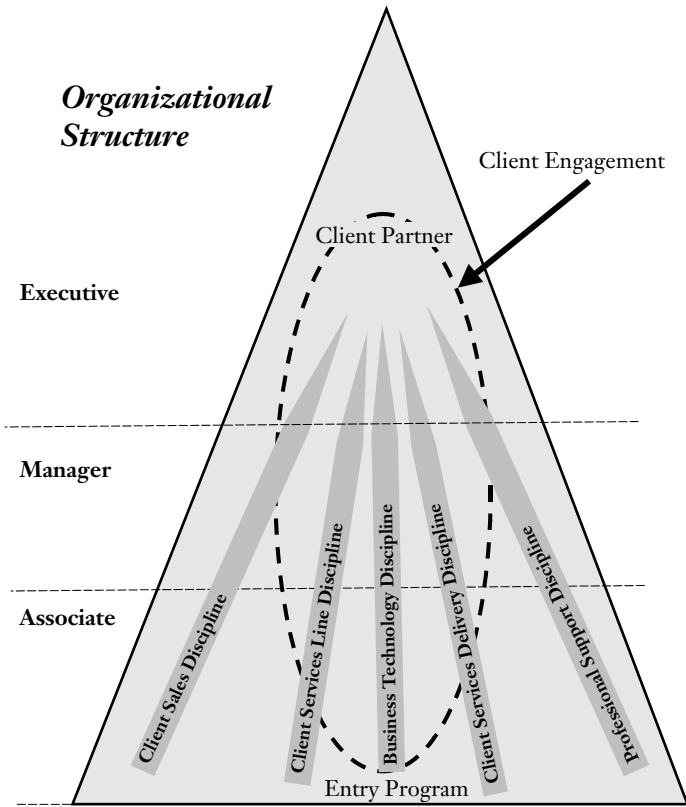 Organizational
Structure
Client Engagement
Client Partner
Executive
Manager
Associate
Client Sales Discipline
Client Services Line Discipline
Business Technology Discipline
Client Services Delivery Discipline
Professional Support Discipline
Entry Program